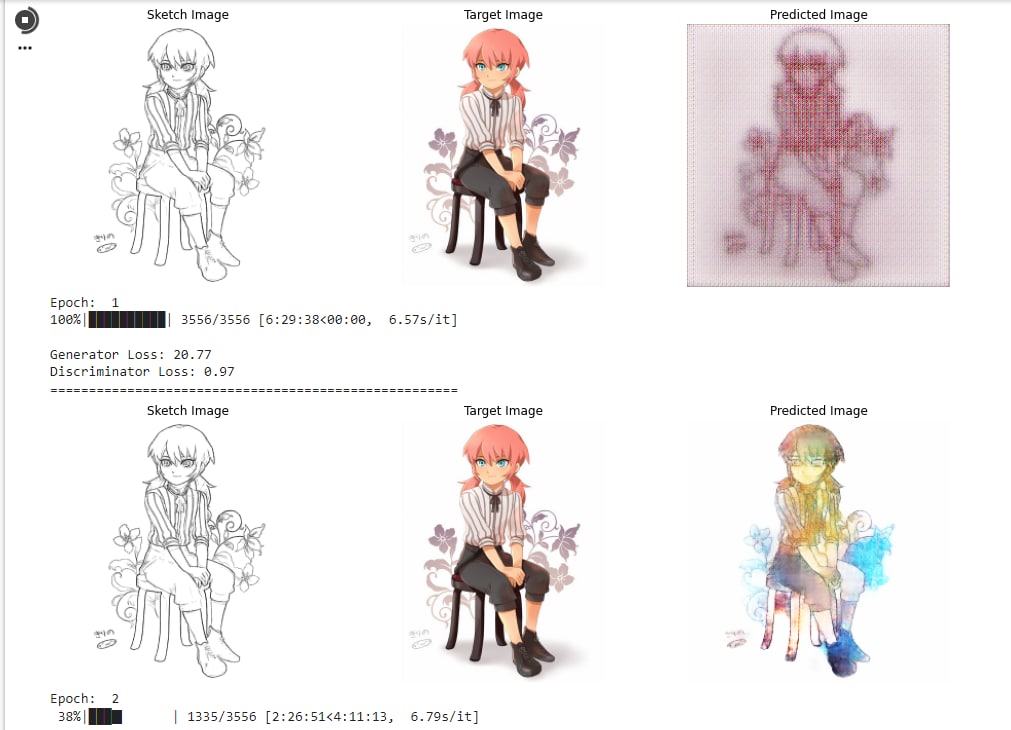 Sketch Image Target Image Predicted Image
Epoch: 1
100%|██████████| 3556/3556 [6:29:38<00:00, 6.57s/it]
Generator Loss: 20.77
Discriminator Loss: 0.97
=====================================================
Sketch Image Target Image Predicted Image
Epoch: 2
38%|███▊ | 1335/3556 [2:26:51<4:11:13, 6.79s/it]